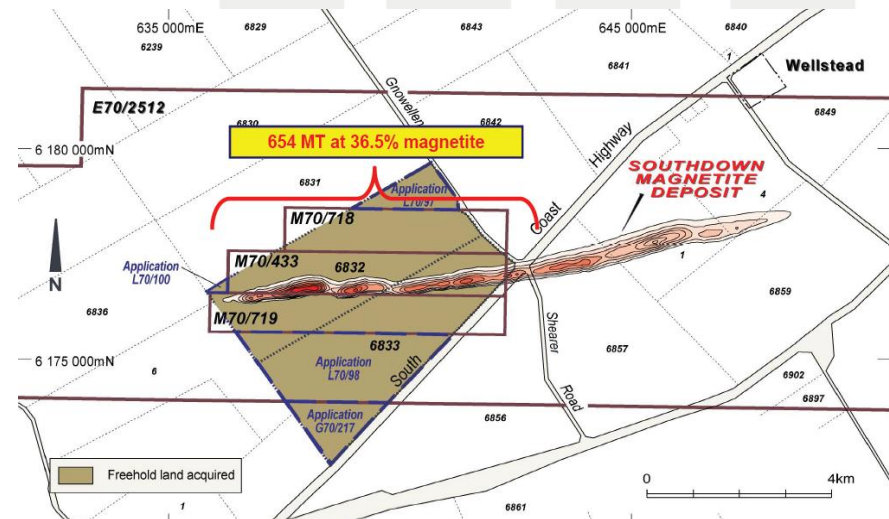 635 000mE
645 000mE
6829
6843
6840
6239
6841
1
Wellstead
Gnowellen
E70/2512
6830
6842
6849
Highway
6 180 000mN
654 MT at 36.5% magnetite
SOUTHDOWN
MAGNETITE
DEPOSIT
6831
4
Application
L70/97
M70/718
Coast
Application
L70/100
M70/433
6832
1
N
6859
6836
M70/719
6833
Shearer
6857
6 175 000mN
6
Application
L70/98
South
6902
Road
6897
Application
G70/217
6856
Freehold land acquired
0
4km
1
6861